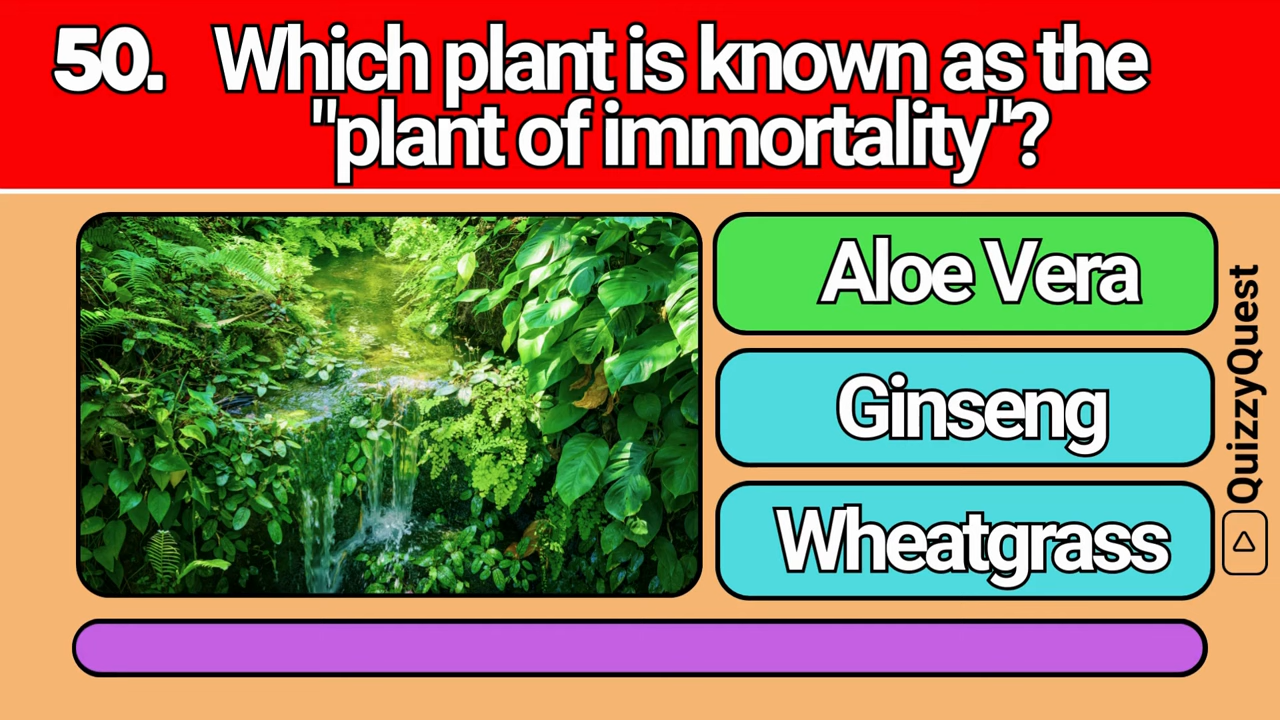 50. Which plant is known as the
"plant of immortality"?
Aloe Vera
Ginseng
Wheatgrass
QuizzyQuest